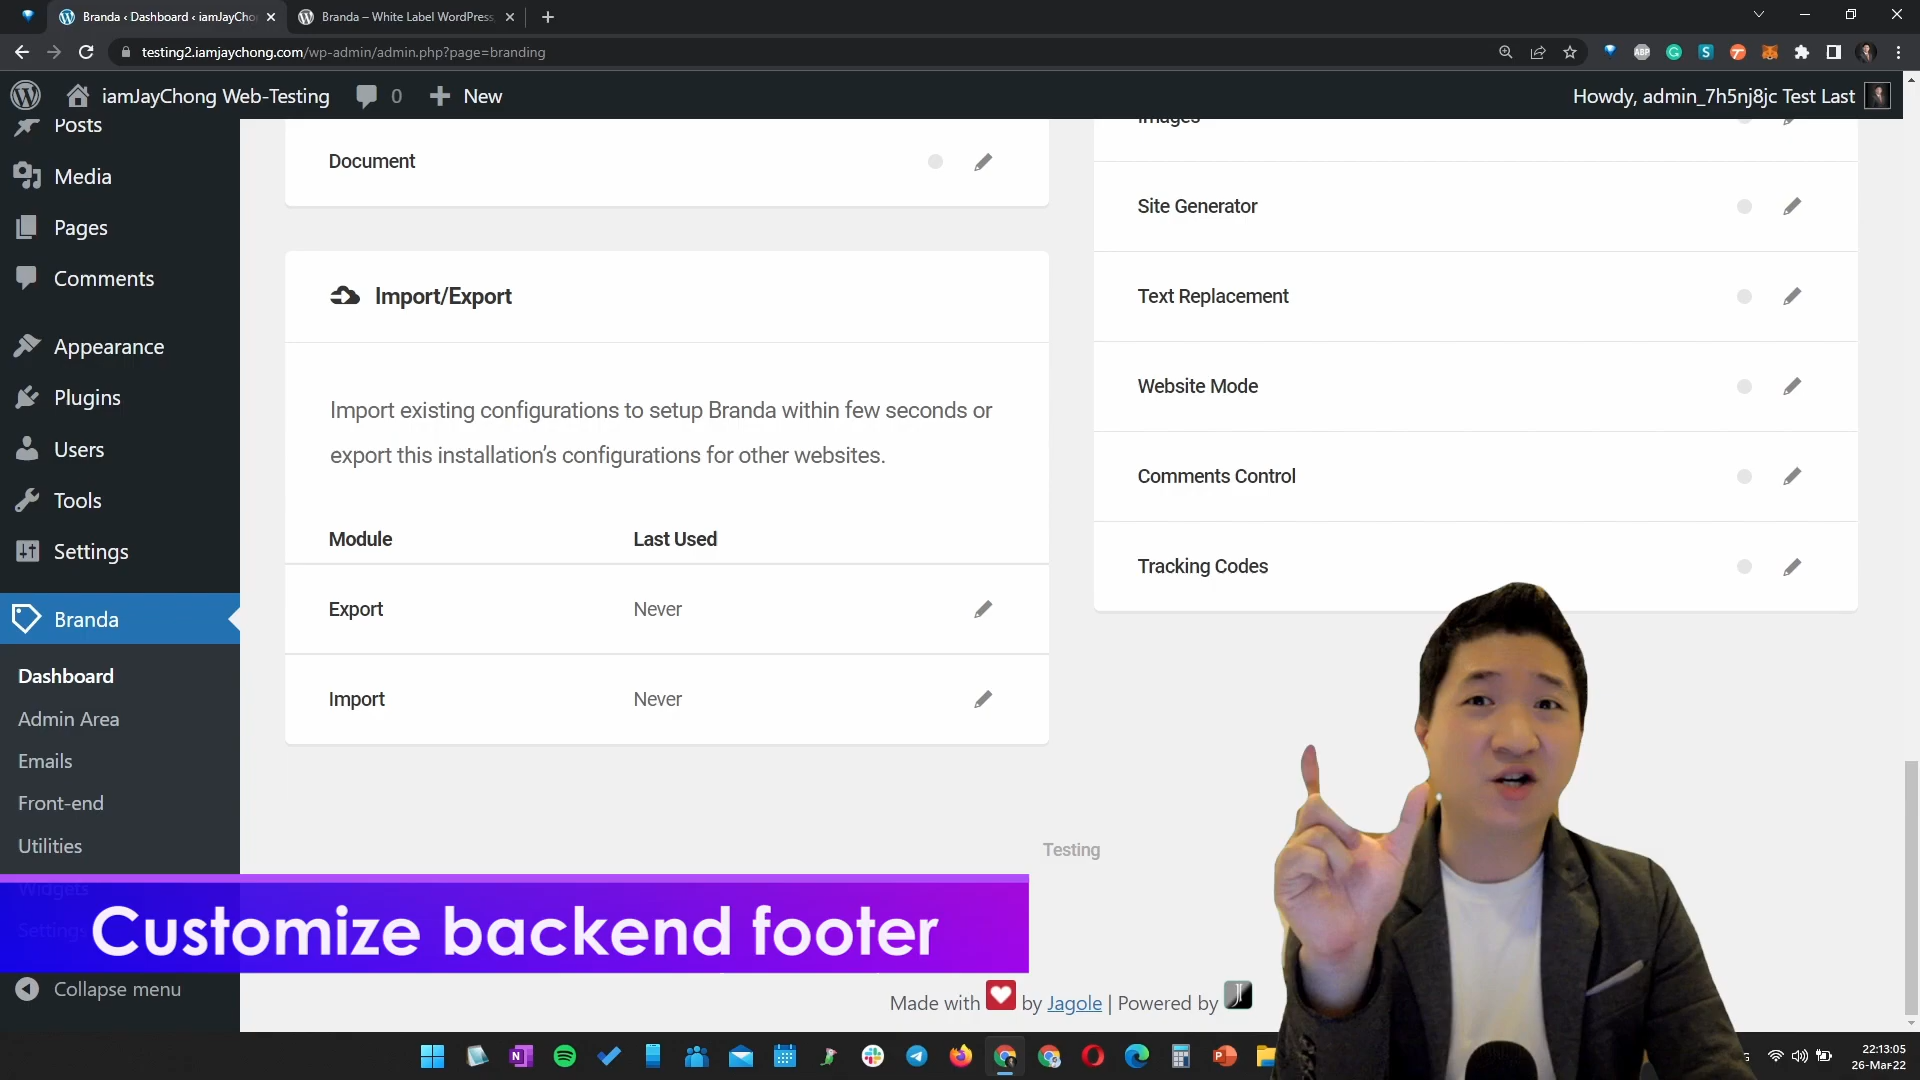 Branda ‹ Dashboard ‹ iamJayCho
Branda – White Label WordPress
testing2.iamjaychong.com/wp-admin/admin.php?page=branding
iamJayChong Web-Testing
0
New
Howdy, admin_7h5nj8jc Test Last
Posts
Media
Pages
Comments
Appearance
Plugins
Users
Tools
Settings
Branda
Dashboard
Admin Area
Emails
Front-end
Utilities
Widgets
Settings
Collapse menu
Document
Import/Export
Import existing configurations to setup Branda within few seconds or
export this installation’s configurations for other websites.
Module Last Used
Export Never
Import Never
Images
Site Generator
Text Replacement
Website Mode
Comments Control
Tracking Codes
Testing
Customize backend footer
Made with by Jagole | Powered by
22:13:05
26-Mar-22